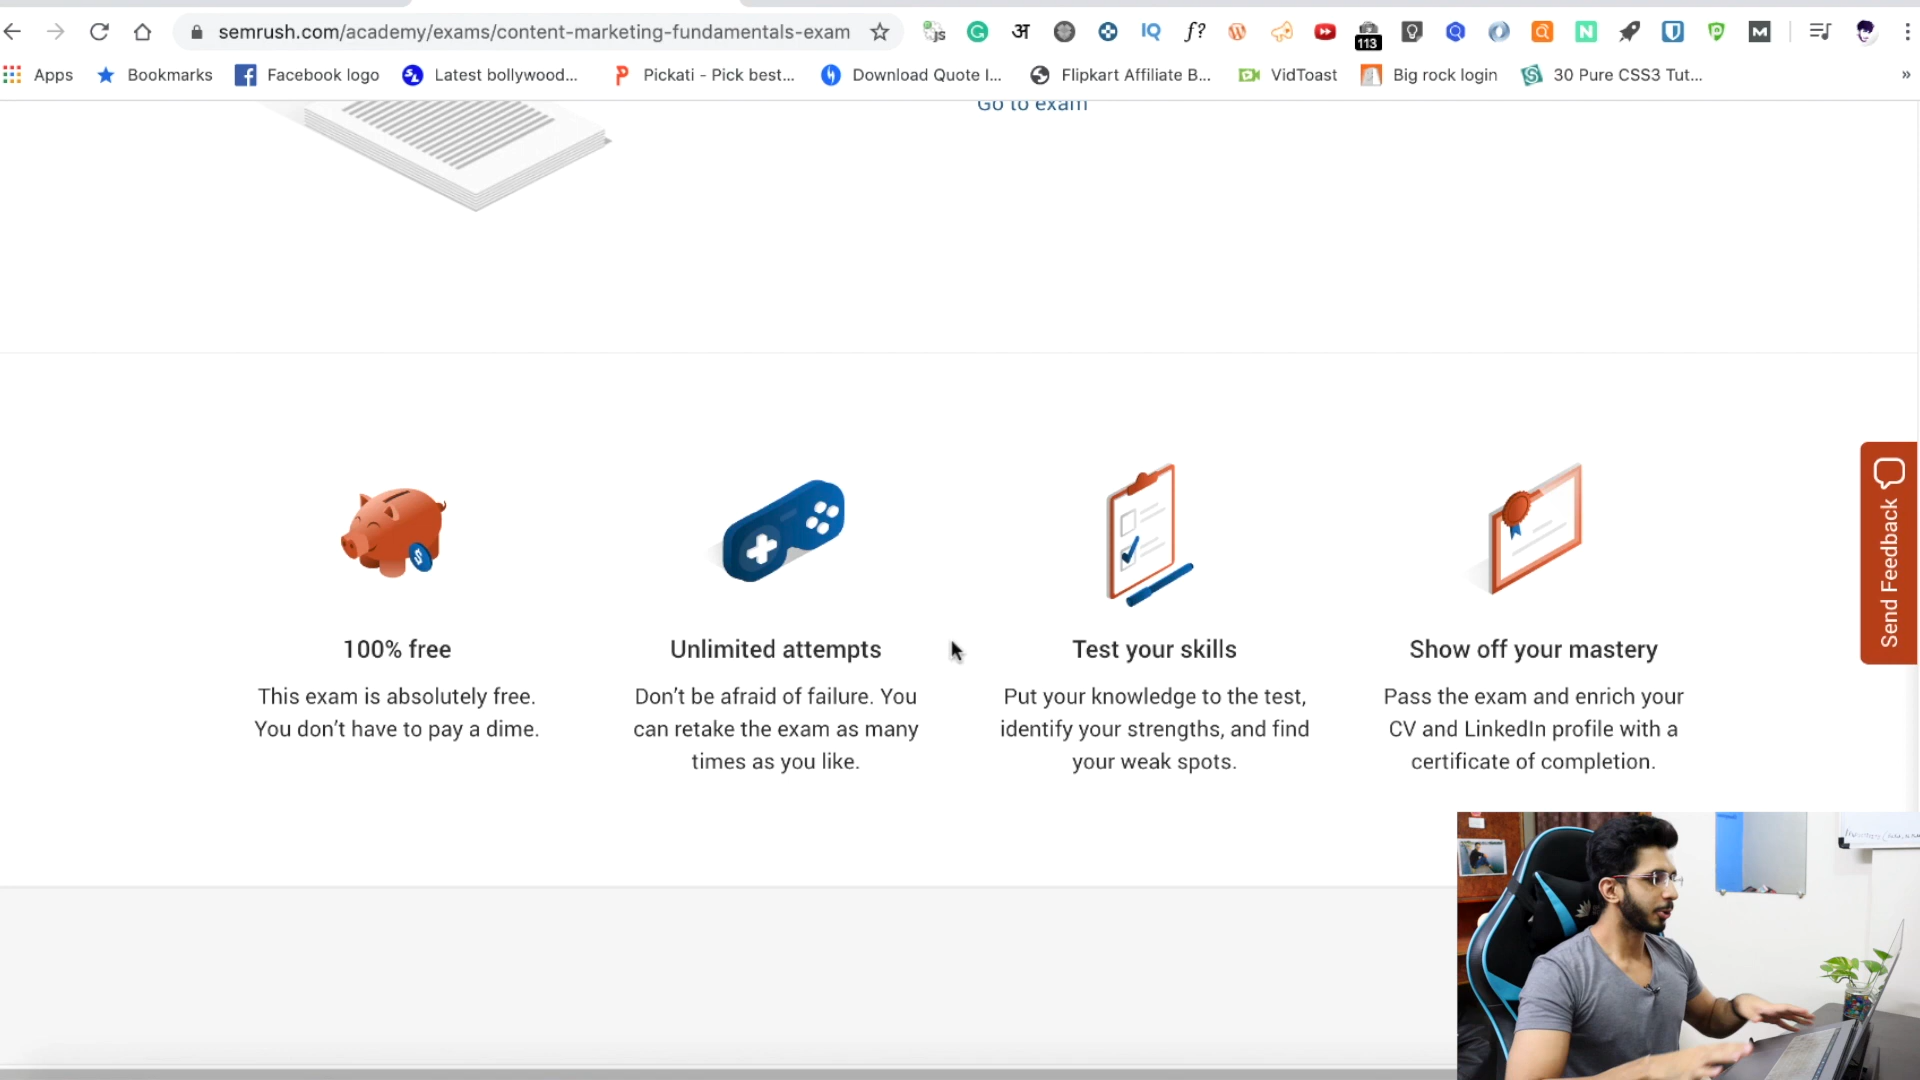 semrush.com/academy/exams/content-marketing-fundamentals-exam
js
अ
IQ
f?
113
N
M
Apps
Bookmarks
Facebook logo
Latest bollywood...
Pickati - Pick best...
Download Quote I...
Flipkart Affiliate B...
VidToast
Big rock login
30 Pure CSS3 Tut...
»
Go to exam
100% free
This exam is absolutely free.
You don’t have to pay a dime.
Unlimited attempts
Don’t be afraid of failure. You
can retake the exam as many
times as you like.
Test your skills
Put your knowledge to the test,
identify your strengths, and find
your weak spots.
Show off your mastery
Pass the exam and enrich your
CV and LinkedIn profile with a
certificate of completion.
Send Feedback